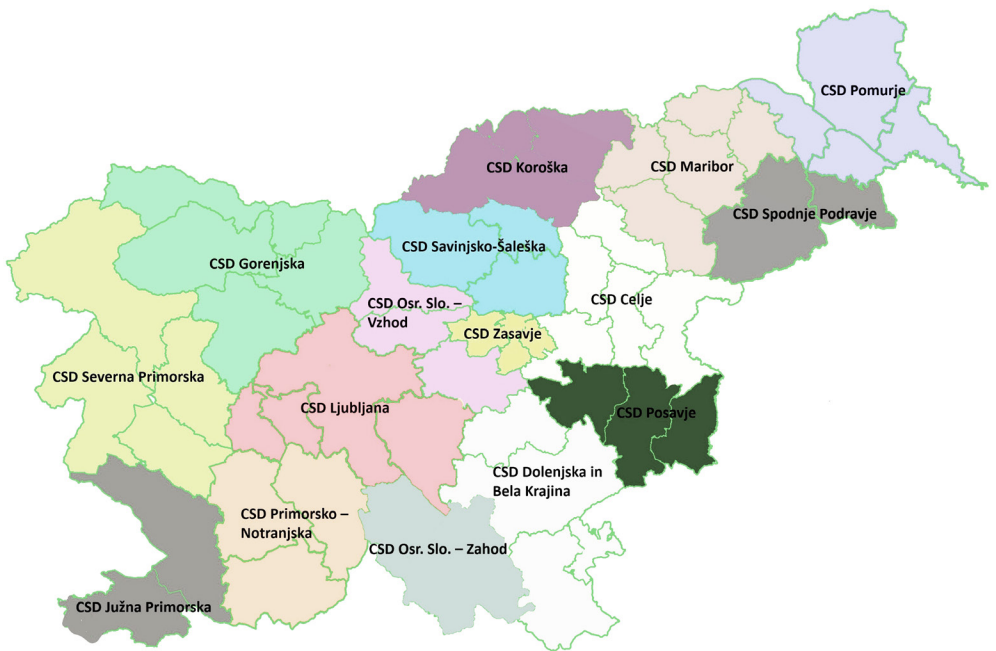 CSD Pomurje
CSD Koroška
CSD Maribor
CSD Spodnje Podravje
CSD Savinjsko-Šaleška
CSD Gorenjska
CSD Osr. Slo. –
Vzhod
CSD Celje
CSD Zasavje
CSD Severna Primorska
CSD Ljubljana
CSD Posavje
CSD Dolenjska in
Bela Krajina
CSD Primorsko –
Notranjska
CSD Osr. Slo. – Zahod
CSD Južna Primorska